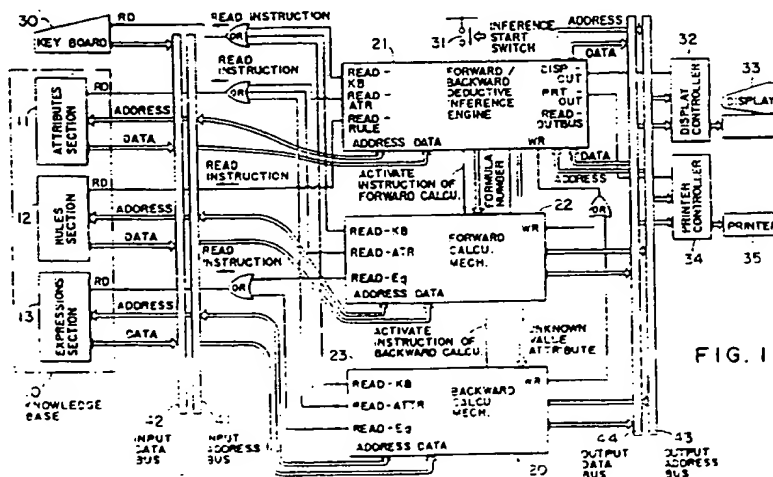 30
KEY BOARD
RD
READ INSTRUCTION
OR
21
31
INFERENCE
START
SWITCH
ADDRESS
DATA
32
33
DISPLAY CONTROLLER
DISPLAY
READ
INSTRUCTION
RD
OR
READ-
KB
READ
ATR
READ
RULE
FORWARD /
BACKWARD
DEDUCTIVE
INFERENCE
ENGINE
DISP-
OUT
PRT-
OUT
READ-
OUTBUS
ADDRESS DATA
WR
11
ATTRIBUTES SECTION
ADDRESS
DATA
READ
INSTRUCTION
ACTIVATE
INSTRUCTION OF
FORWARD CALCU.
FORMULA NUMBER
DATA
ADDRESS
OR
PRINTER CONTROLLER
34
PRINTER
35
12
RULES SECTION
RD
ADDRESS
DATA
22
READ-KB
READ-ATR
READ-Eq
ADDRESS DATA
FORWARD
CALCU.
MECH.
WR
READ
INSTRUCTION
RD
OR
13
EXPRESSIONS SECTION
ADDRESS
DATA
ACTIVATE
INSTRUCTION OF
BACKWARD CALCU.
UNKNOWN
VALUE
ATTRIBUTE
23
READ-KB
READ-ATTR
READ-Eq
ADDRESS DATA
BACKWARD
CALCU
MECH.
WR
20
FIG. 1
KNOWLEDGE
BASE
42
41
INPUT
DATA
BUS
INPUT
ADDRESS
BUS
44
43
OUTPUT
DATA
BUS
OUTPUT
ADDRESS
BUS